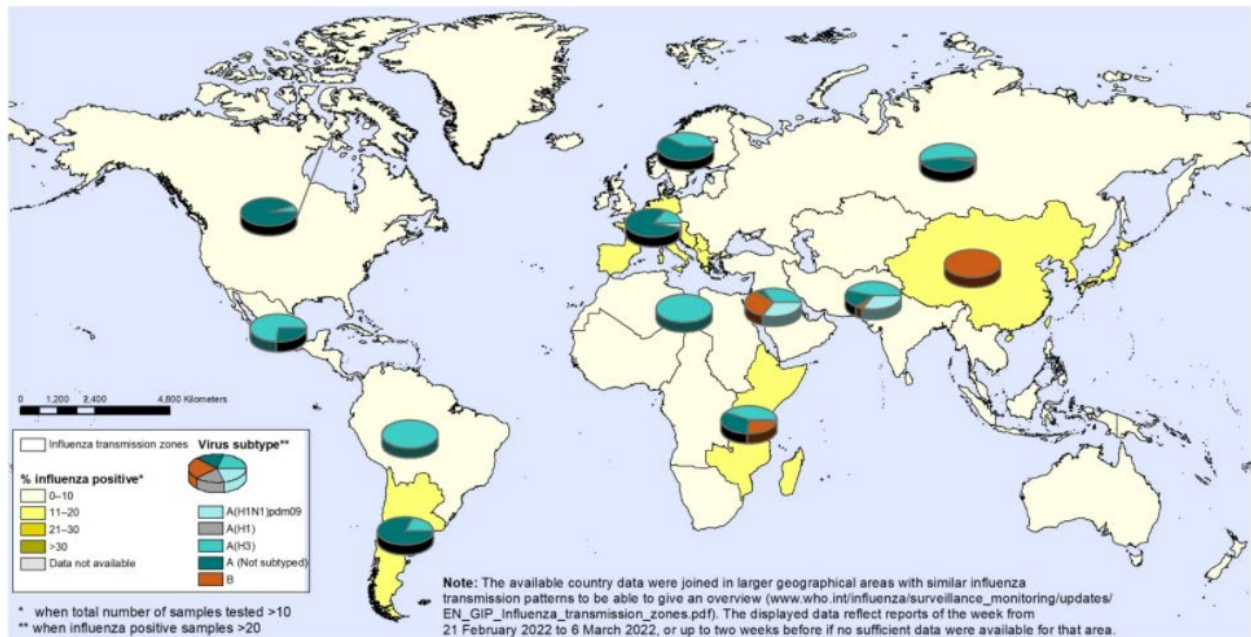 0 1,200 2,400 4,800 Kilometers
Influenza transmission zones
% influenza positive*
0–10
11–20
21–30
>30
Data not available
Virus subtype**
A(H1N1)pdm09
A(H1)
A(H3)
A (Not subtyped)
B
* when total number of samples tested >10
** when influenza positive samples >20
Note: The available country data were joined in larger geographical areas with similar influenza
transmission patterns to be able to give an overview (www.who.int/influenza/surveillance_monitoring/updates/
EN_GIP_Influenza_transmission_zones.pdf). The displayed data reflect reports of the week from
21 February 2022 to 6 March 2022, or up to two weeks before if no sufficient data were available for that area.